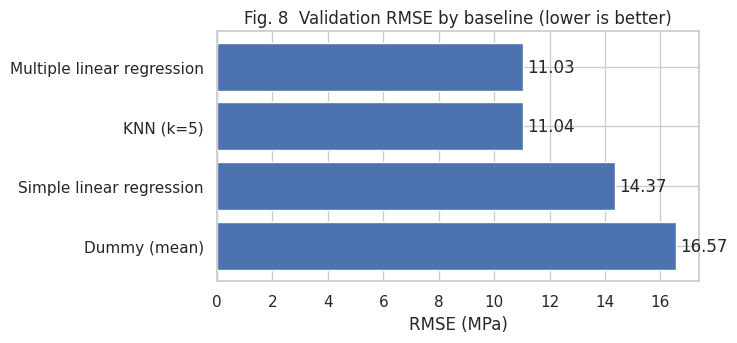 Fig. 8  Validation RMSE by baseline (lower is better)
Multiple linear regression
11.03
KNN (k=5)
11.04
Simple linear regression
14.37
Dummy (mean)
16.57
0 2 4 6 8 10 12 14 16
RMSE (MPa)